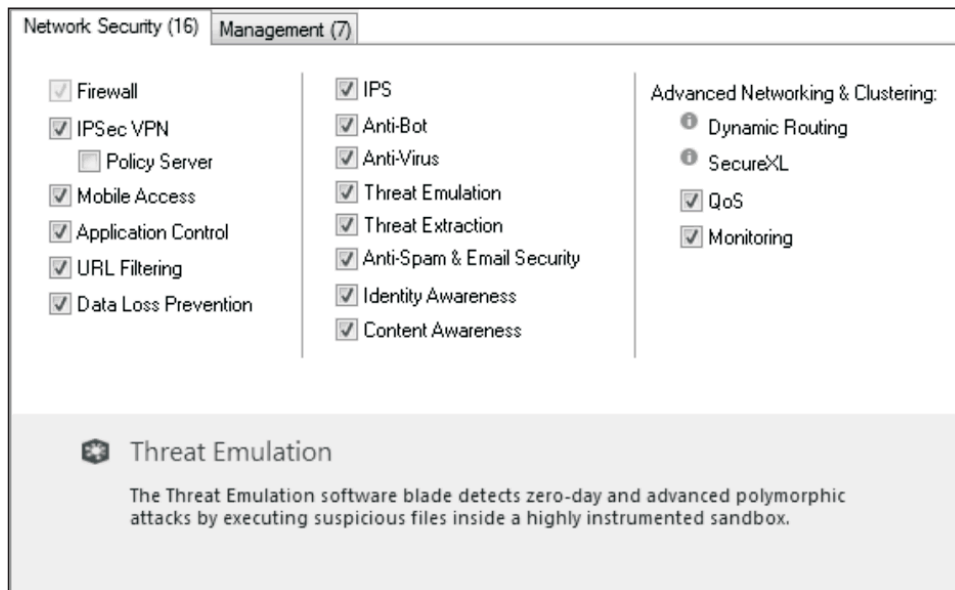 Network Security (16)
Management (7)
Firewall
IPSec VPN
Policy Server
Mobile Access
Application Control
URL Filtering
Data Loss Prevention
IPS
Anti-Bot
Anti-Virus
Threat Emulation
Threat Extraction
Anti-Spam & Email Security
Identity Awareness
Content Awareness
Advanced Networking & Clustering:
Dynamic Routing
SecureXL
QoS
Monitoring
Threat Emulation
The Threat Emulation software blade detects zero-day and advanced polymorphic
attacks by executing suspicious files inside a highly instrumented sandbox.